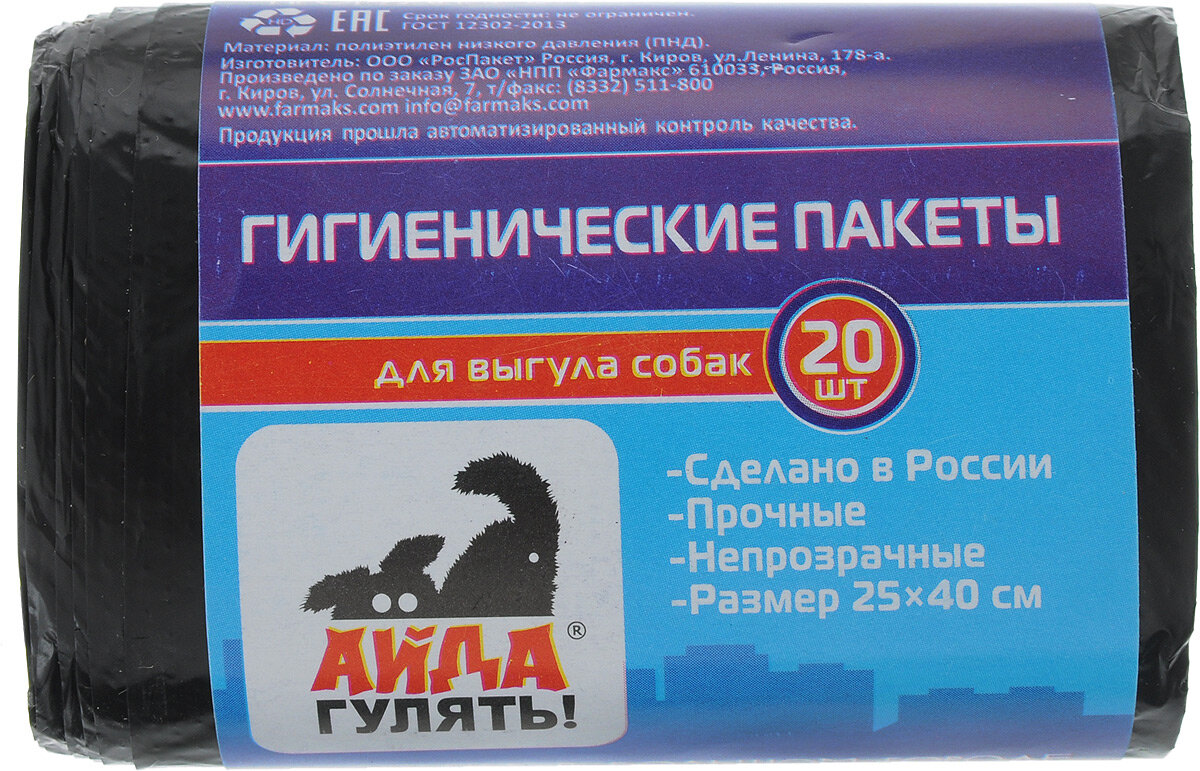 HD EAC Срок годности: не ограничен.
ГОСТ 12302-2013
Материал: полиэтилен низкого давления (ПНД).
Изготовитель: ООО «РосПакет» Россия, г. Киров, ул.Ленина, 178-а.
Произведено по заказу ЗАО «НПП «Фармакс» 610033, Россия,
г. Киров, ул. Солнечная, 7, т/факс: (8332) 511-800
www.farmaks.com info@farmaks.com
Продукция прошла автоматизированный контроль качества.
ГИГИЕНИЧЕСКИЕ ПАКЕТЫ
для выгула собак
20
шт
-Сделано в России
-Прочные
-Непрозрачные
-Размер 25×40 см
АЙДА®
ГУЛЯТЬ!